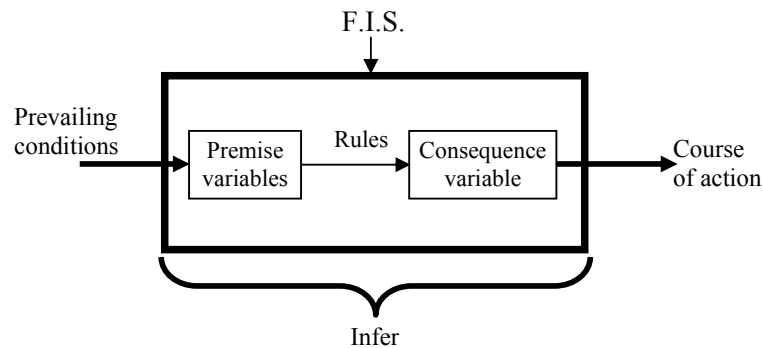 F.I.S.
Prevailing
conditions
Premise
variables
Rules
Consequence
variable
Course
of action
Infer